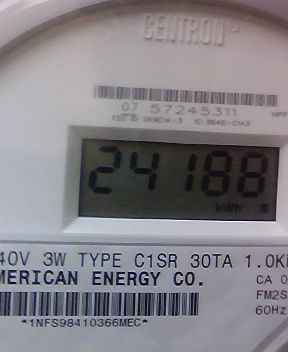 CENTRON®
07 57245311
24188
kWh
40V 3W TYPE C1SR 30TA 1.0K
MERICAN ENERGY CO.
CA 0
FM2S
60Hz
*1NFS98410366MEC*